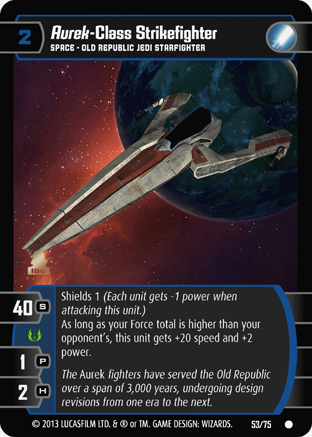 2
Aurek-Class Strikefighter
SPACE - OLD REPUBLIC JEDI STARFIGHTER
40 S
1 P
2 H
Shields 1 (Each unit gets -1 power when
attacking this unit.)
As long as your Force total is higher than your
opponent's, this unit gets +20 speed and +2
power.
The Aurek fighters have served the Old Republic
over a span of 3,000 years, undergoing design
revisions from one era to the next.
© 2013 LUCASFILM LTD. & ® or TM. GAME DESIGN: WIZARDS.
53/75